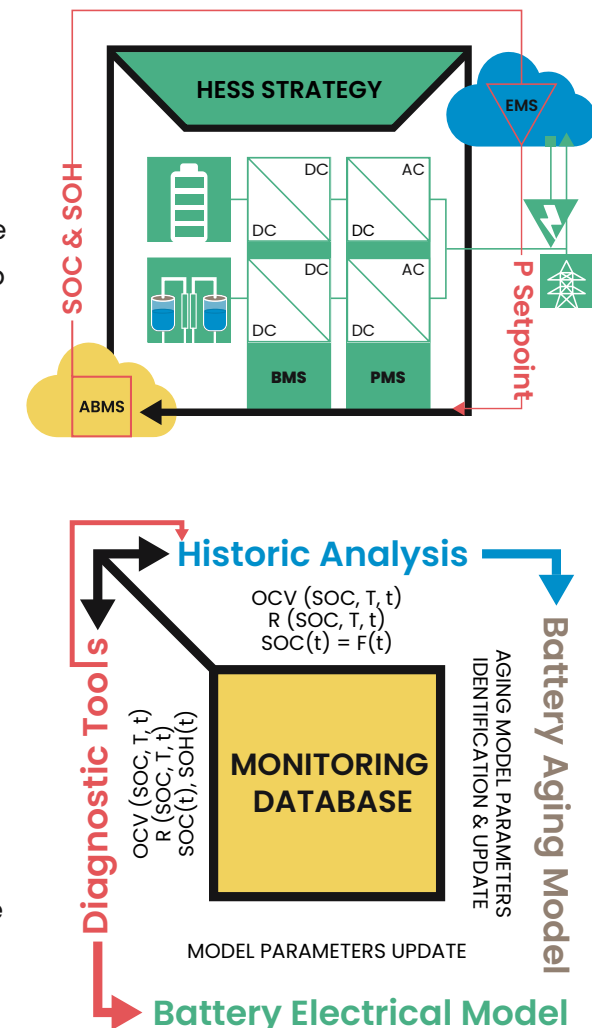 HESS STRATEGY
EMS
DC
AC
DC
DC
e
o
SOC & SOH
DC
AC
DC
DC
P Setpoint
BMS
PMS
ABMS
Historic Analysis
OCV (SOC, T, t)
R (SOC, T, t)
SOC(t) = F(t)
Diagnostic Tools
OCV (SOC, T, t)
R (SOC, T, t)
SOC(t), SOH(t)
MONITORING
DATABASE
AGING MODEL PARAMETERS
IDENTIFICATION & UPDATE
Battery Aging Model
e
MODEL PARAMETERS UPDATE
Battery Electrical Model